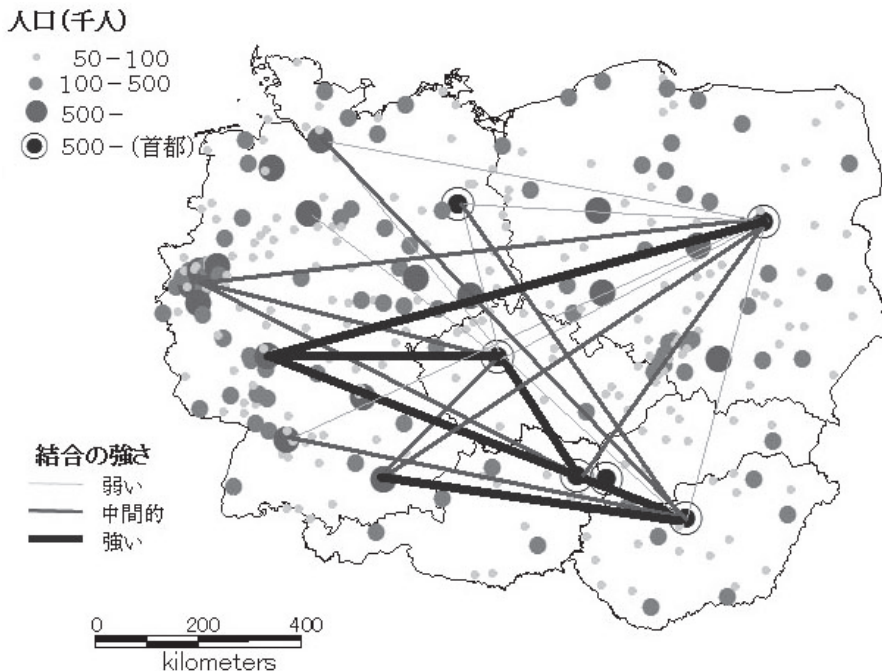 人口(千人)
50-100
100-500
500-
500-(首都)
結合の強さ
弱い
中間的
強い
0 200 400
kilometers